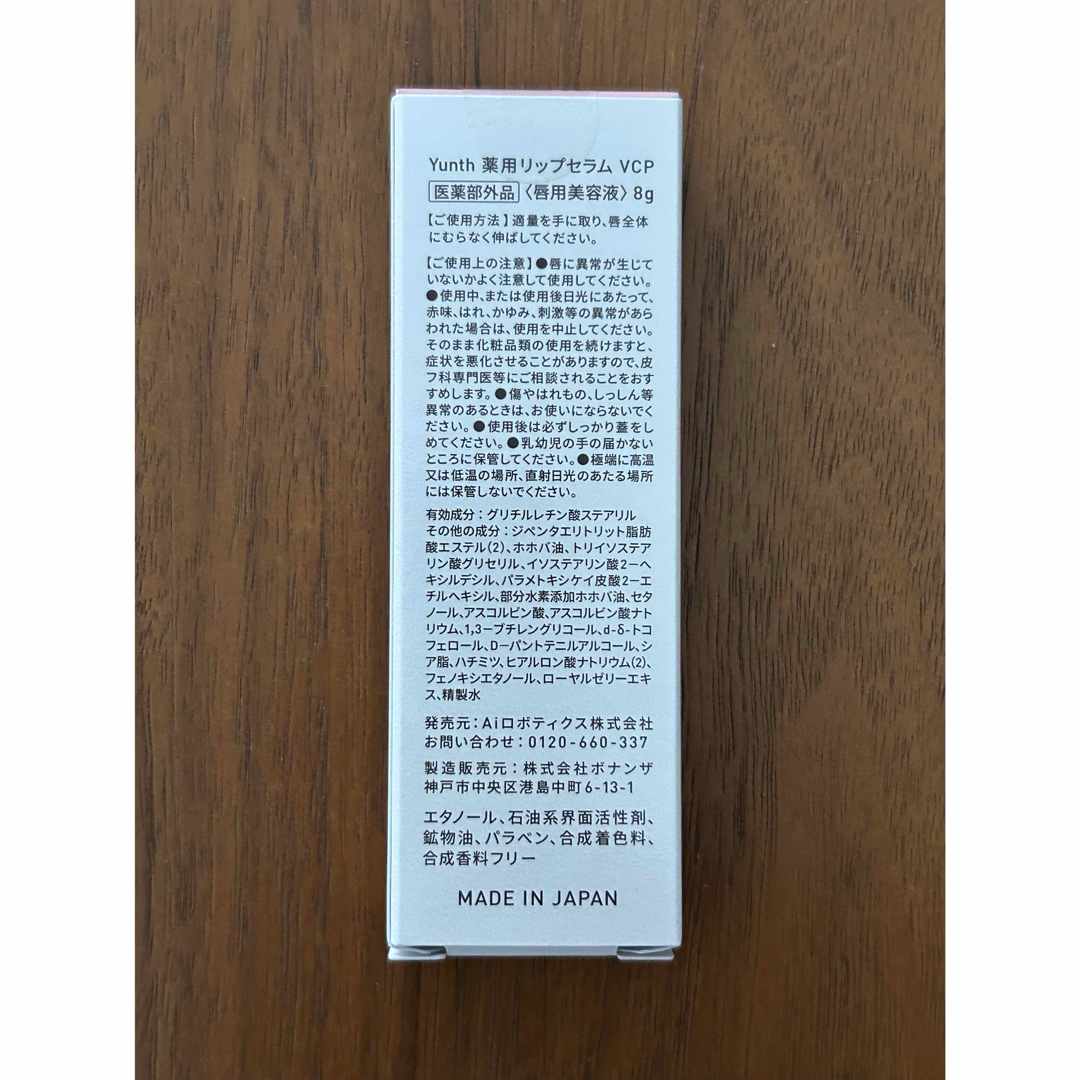 Yunth 薬用リップセラム VCP
医薬部外品〈唇用美容液〉8g
【ご使用方法】適量を手に取り、唇全体
にむらなく伸ばしてください。
【ご使用上の注意】●唇に異常が生じて
いないかよく注意して使用してください。
●使用中、または使用後日光にあたって、
赤味、はれ、かゆみ、刺激等の異常があら
われた場合は、使用を中止してください。
そのまま化粧品類の使用を続けますと、
症状を悪化させることがありますので、皮
フ科専門医等にご相談されることをおす
すめします。●傷やはれもの、しっしん等
異常のあるときは、お使いにならないでく
ださい。●使用後は必ずしっかり蓋をし
めてください。●乳幼児の手の届かない
ところに保管してください。●極端に高温
又は低温の場所、直射日光のあたる場所
には保管しないでください。
有効成分：グリチルレチン酸ステアリル
その他の成分：ジペンタエリトリット脂肪
酸エステル(2)、ホホバ油、トリイソステア
リン酸グリセリル、イソステアリン酸2−ヘ
キシルデシル、パラメトキシケイ皮酸2−エ
チルヘキシル、部分水素添加ホホバ油、セタ
ノール、アスコルビン酸、アスコルビン酸ナト
リウム、1,3−ブチレングリコール、d-δ-トコ
フェロール、D−パントテニルアルコール、シ
ア脂、ハチミツ、ヒアルロン酸ナトリウム(2)、
フェノキシエタノール、ローヤルゼリーエキ
ス、精製水
発売元：Aiロボティクス株式会社
お問い合わせ：0120-660-337
製造販売元：株式会社ボナンザ
神戸市中央区港島中町6-13-1
エタノール、石油系界面活性剤、
鉱物油、パラベン、合成着色料、
合成香料フリー
MADE IN JAPAN